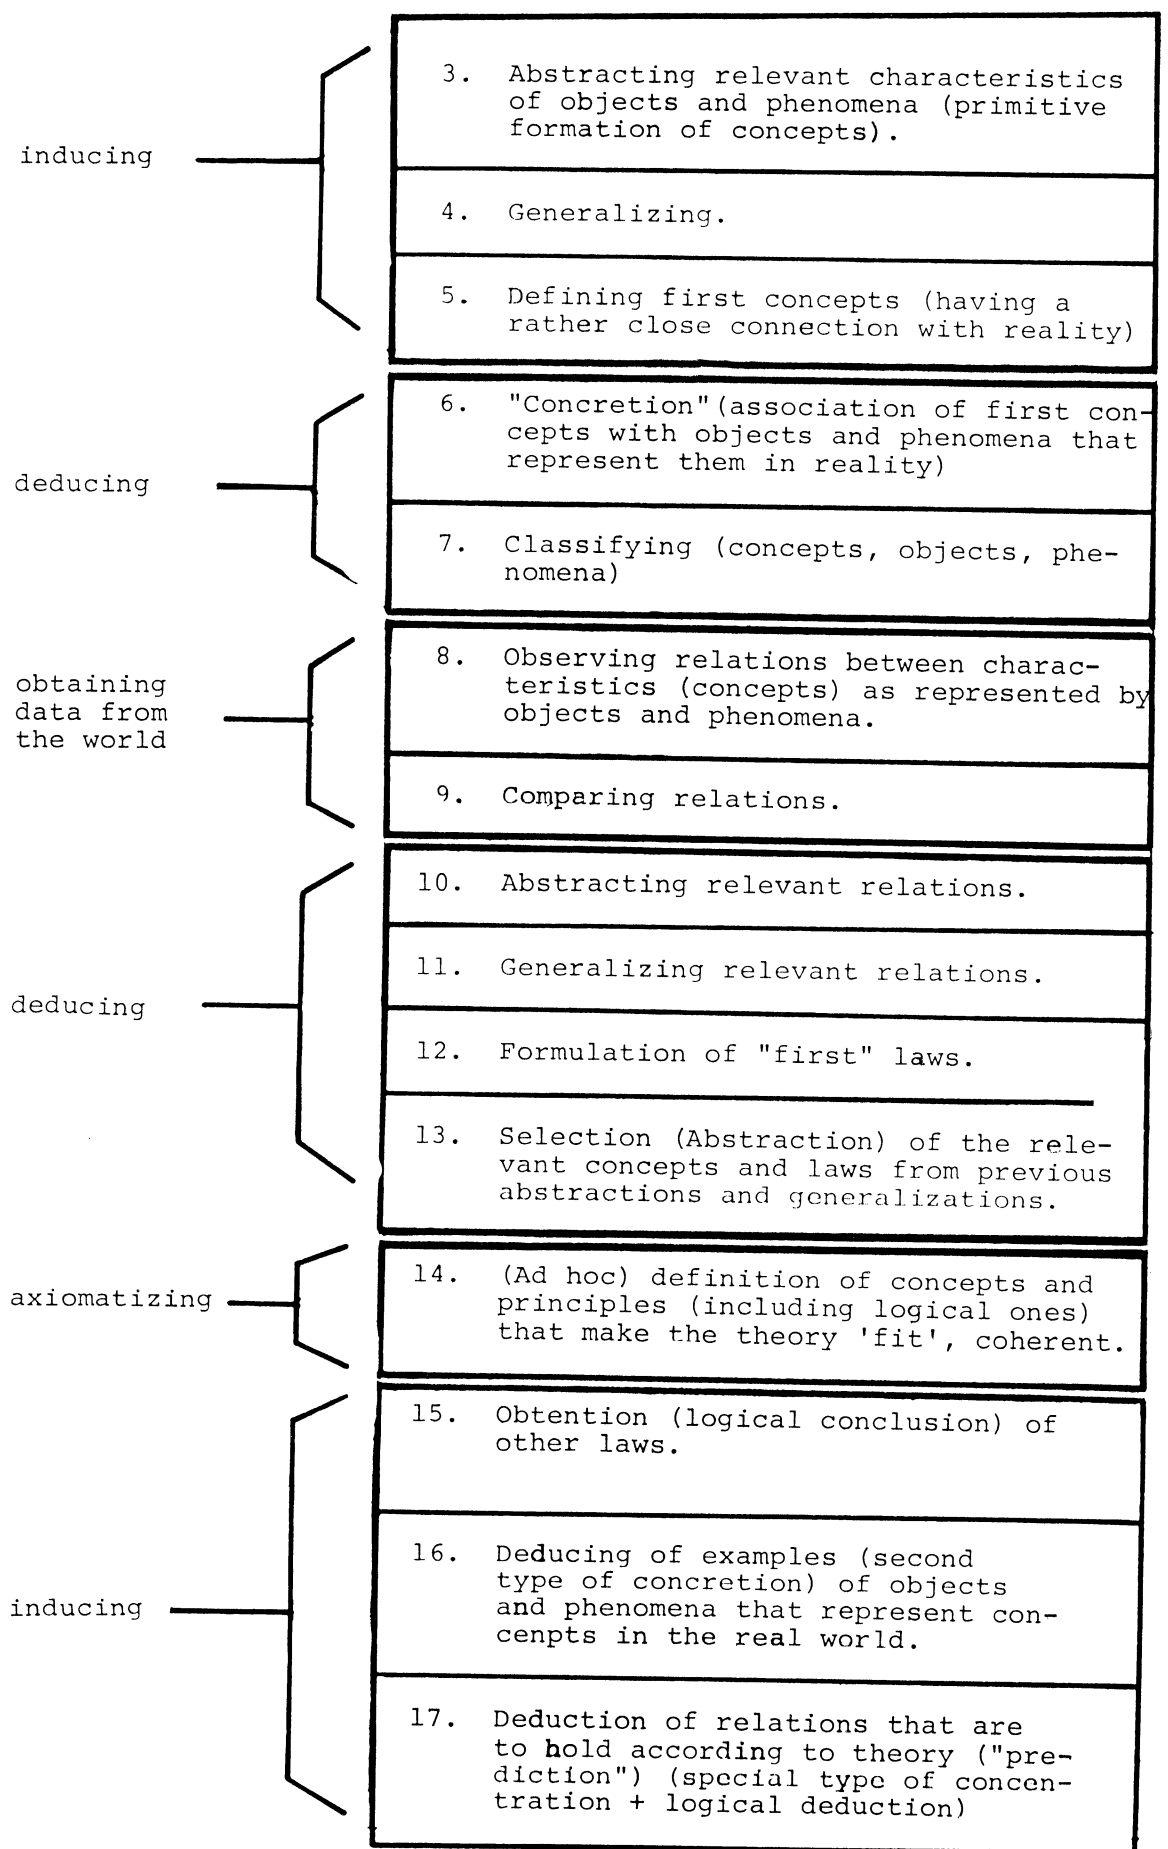 3. Abstracting relevant characteristics
of objects and phenomena (primitive
formation of concepts).
inducing
4. Generalizing.
5. Defining first concepts (having a
rather close connection with reality)
6. "Concretion"(association of first con-
cepts with objects and phenomena that
represent them in reality)
deducing
7. Classifying (concepts, objects, phe-
nomena)
8. Observing relations between charac-
teristics (concepts) as represented by
objects and phenomena.
obtaining
data from
the world
9. Comparing relations.
10. Abstracting relevant relations.
11. Generalizing relevant relations.
deducing
12. Formulation of "first" laws.
13. Selection (Abstraction) of the rele-
vant concepts and laws from previous
abstractions and generalizations.
14. (Ad hoc) definition of concepts and
principles (including logical ones)
that make the theory 'fit', coherent.
axiomatizing
15. Obtention (logical conclusion) of
other laws.
16. Deducing of examples (second
type of concretion) of objects
and phenomena that represent con-
cenpts in the real world.
inducing
17. Deduction of relations that are
to hold according to theory ("pre-
diction") (special type of concen-
tration + logical deduction)